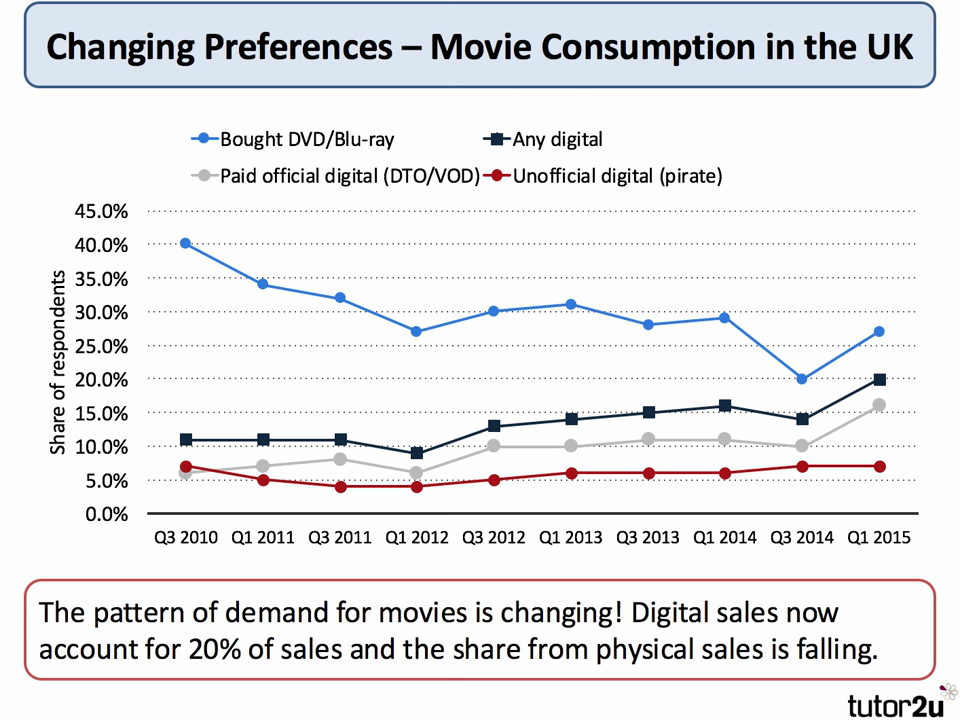 Changing Preferences – Movie Consumption in the UK
Bought DVD/Blu-ray
Any digital
Paid official digital (DTO/VOD)
Unofficial digital (pirate)
Share of respondents
45.0%
40.0%
35.0%
30.0%
25.0%
20.0%
15.0%
10.0%
5.0%
0.0%
Q3 2010 Q1 2011 Q3 2011 Q1 2012 Q3 2012 Q1 2013 Q3 2013 Q1 2014 Q3 2014 Q1 2015
The pattern of demand for movies is changing! Digital sales now
account for 20% of sales and the share from physical sales is falling.
tutor2u